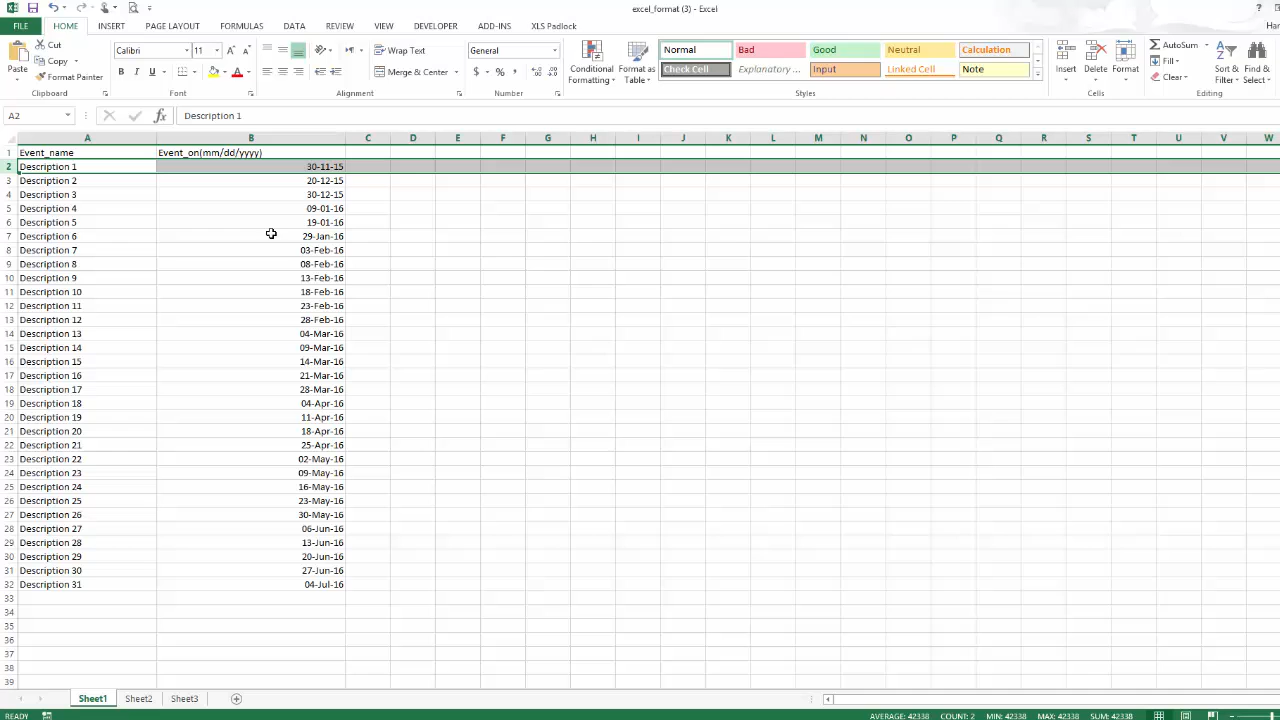 excel_format (3) - Excel
?
FILE HOME INSERT PAGE LAYOUT FORMULAS DATA REVIEW VIEW DEVELOPER ADD-INS XLS Padlock
Paste
Cut
Copy
Format Painter
Clipboard
Calibri 11
B I U
Font
Wrap
Merge & Center
Alignment
General
$ % ,
Number
Conditional Formatting
Format as Table
Normal Bad Good Neutral Calculation
Check Cell Explanatory ... Input Linked Cell Note
Styles
Insert Delete Format
Cells
AutoSum
Fill
Clear
Sort & Filter
Find & Select
Editing
A2 fx Description 1
A B C D E F G H I J K L M N O P Q R S T U V W
1 Event_name Event_on(mm/dd/yyyy)
2 Description 1 30-11-15
3 Description 2 20-12-15
4 Description 3 30-12-15
5 Description 4 09-01-16
6 Description 5 19-01-16
7 Description 6 29-Jan-16
8 Description 7 03-Feb-16
9 Description 8 08-Feb-16
10 Description 9 13-Feb-16
11 Description 10 18-Feb-16
12 Description 11 23-Feb-16
13 Description 12 28-Feb-16
14 Description 13 04-Mar-16
15 Description 14 09-Mar-16
16 Description 15 14-Mar-16
17 Description 16 21-Mar-16
18 Description 17 28-Mar-16
19 Description 18 04-Apr-16
20 Description 19 11-Apr-16
21 Description 20 18-Apr-16
22 Description 21 25-Apr-16
23 Description 22 02-May-16
24 Description 23 09-May-16
25 Description 24 16-May-16
26 Description 25 23-May-16
27 Description 26 30-May-16
28 Description 27 06-Jun-16
29 Description 28 13-Jun-16
30 Description 29 20-Jun-16
31 Description 30 27-Jun-16
32 Description 31 04-Jul-16
33
34
35
36
37
38
39
Sheet1 Sheet2 Sheet3
READY AVERAGE: 42338 COUNT: 2 MIN: 42338 MAX: 42338 SUM: 42338